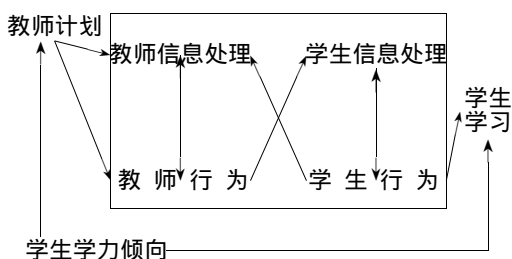 教师计划
教师信息处理
学生信息处理
学生
学习
教师行为
学生行为
学生学力倾向